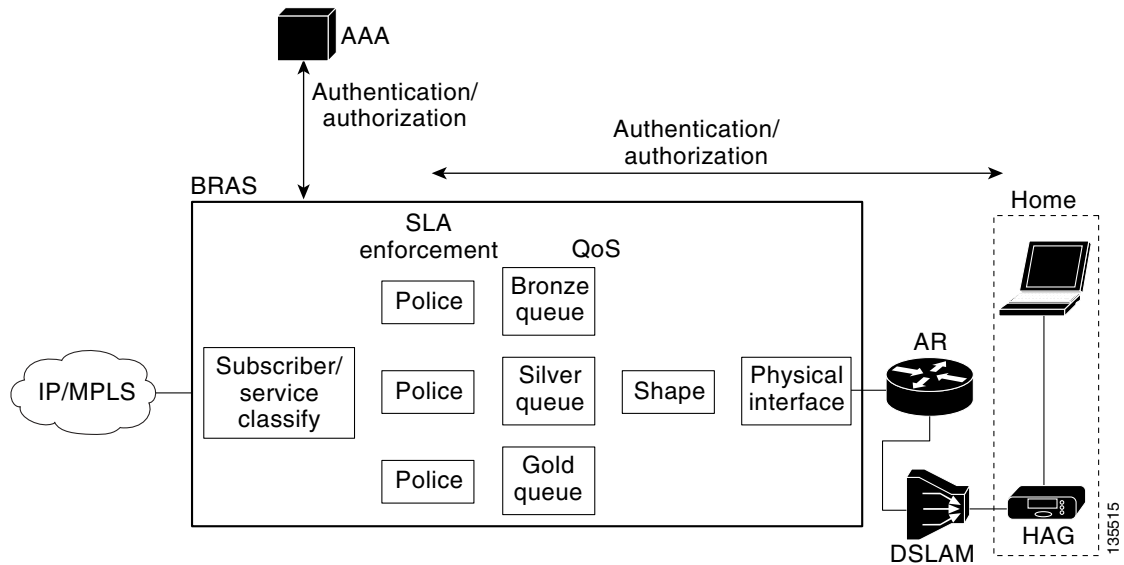 AAA
Authentication/
authorization
Authentication/
authorization
BRAS
Home
SLA
enforcement
QoS
Police
Bronze
queue
AR
IP/MPLS
Subscriber/
service
classify
Police
Silver
queue
Shape
Physical
interface
Police
Gold
queue
DSLAM
HAG
135515